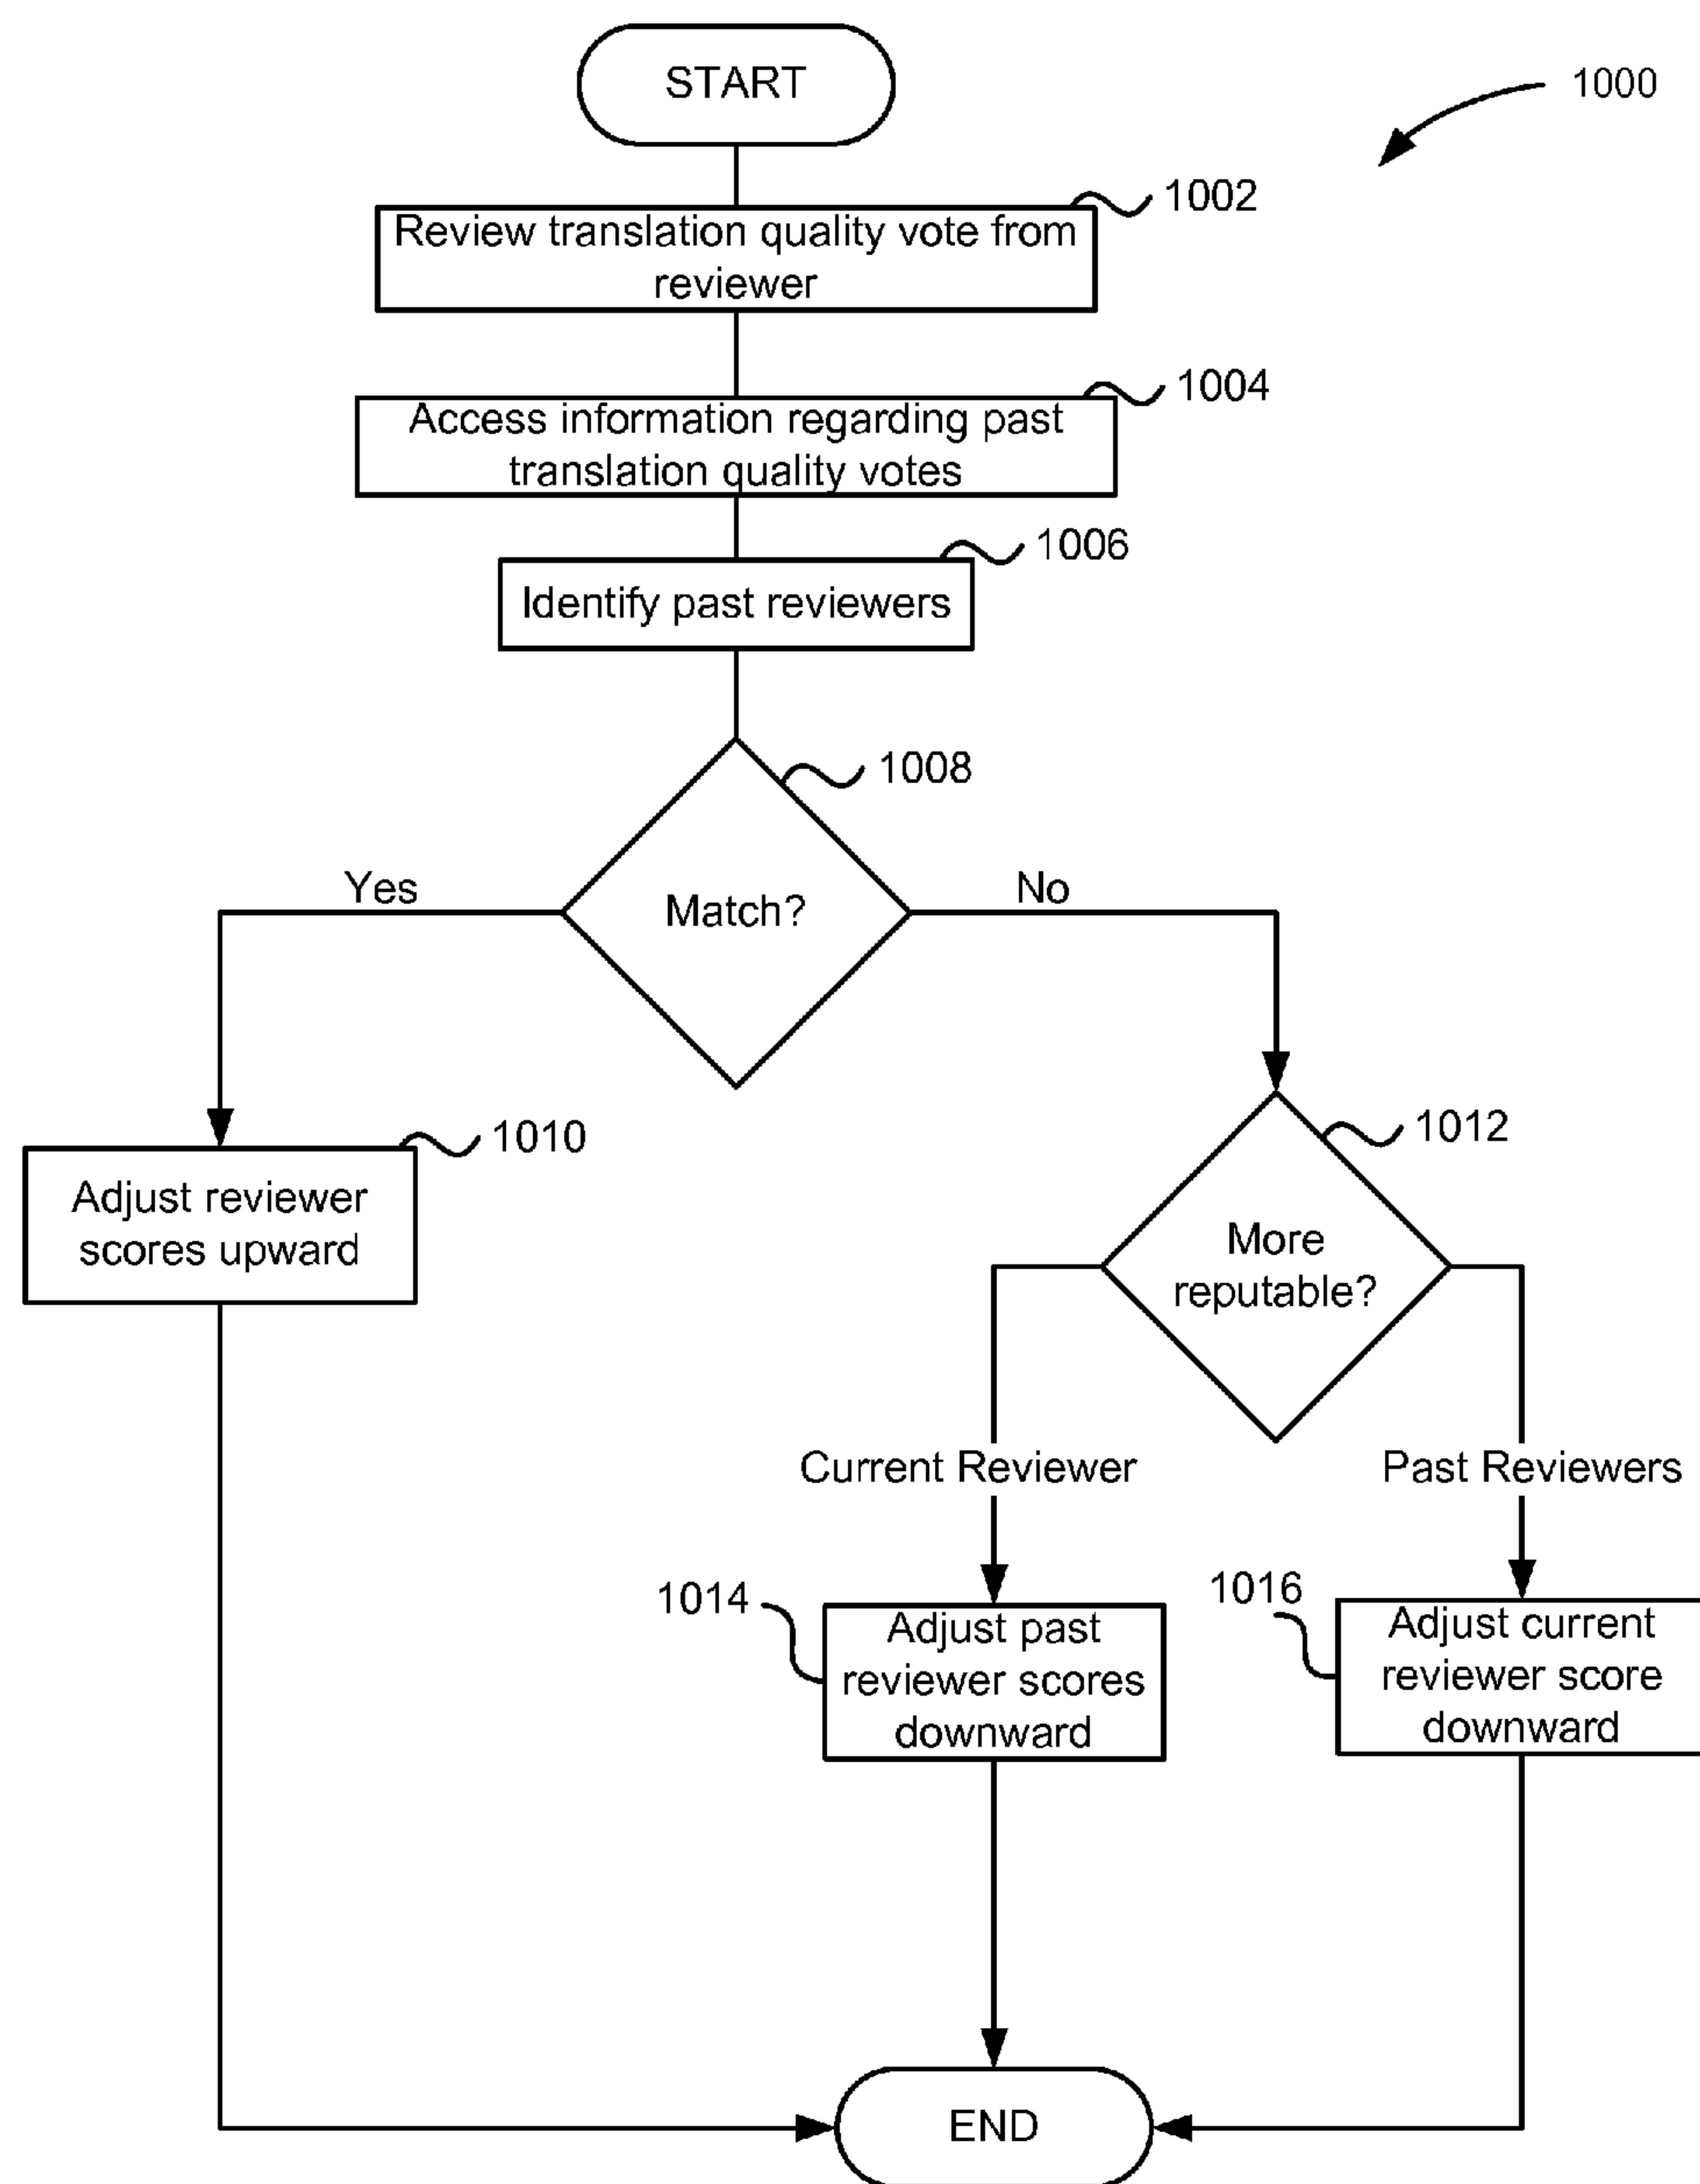 START
1000
1002
Review translation quality vote from
reviewer
1004
Access information regarding past
translation quality votes
1006
Identify past reviewers
1008
Match?
Yes
No
1010
Adjust reviewer
scores upward
1012
More
reputable?
Current Reviewer
Past Reviewers
1014
Adjust past
reviewer scores
downward
1016
Adjust current
reviewer score
downward
END